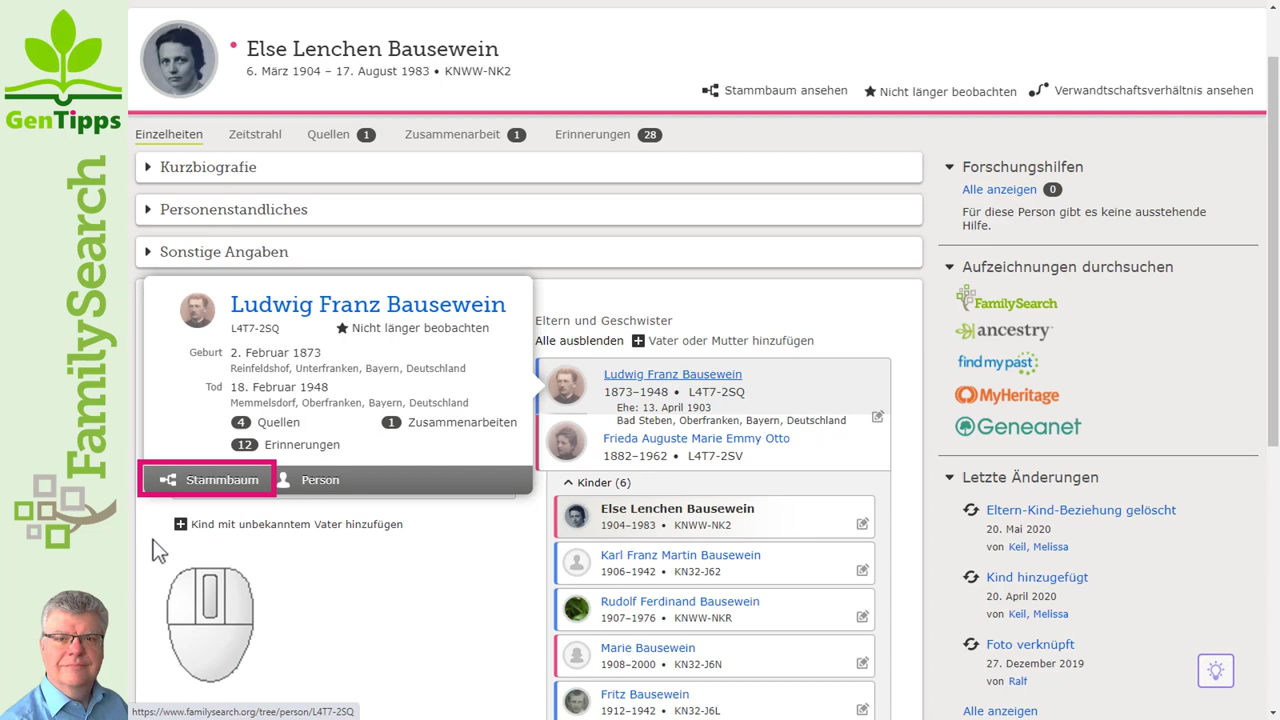 GenTipps
FamilySearch
Else Lenchen Bausewein
6. März 1904 – 17. August 1983 • KNWW-NK2
Stammbaum ansehen
Nicht länger beobachten
Verwandtschaftsverhältnis ansehen
Einzelheiten
Zeitstrahl
Quellen 1
Zusammenarbeit 1
Erinnerungen 28
Kurzbiografie
Personenstandliches
Sonstige Angaben
Ludwig Franz Bausewein
L4T7-2SQ
Nicht länger beobachten
Geburt 2. Februar 1873
Reinfeldshof, Unterfranken, Bayern, Deutschland
Tod 18. Februar 1948
Memmelsdorf, Oberfranken, Bayern, Deutschland
4 Quellen
1 Zusammenarbeiten
12 Erinnerungen
Stammbaum
Person
Kind mit unbekanntem Vater hinzufügen
Eltern und Geschwister
Alle ausblenden
Vater oder Mutter hinzufügen
Ludwig Franz Bausewein
1873–1948 • L4T7-2SQ
Ehe: 13. April 1903
Bad Steben, Oberfranken, Bayern, Deutschland
Frieda Auguste Marie Emmy Otto
1882–1962 • L4T7-2SV
Kinder (6)
Else Lenchen Bausewein
1904–1983 • KNWW-NK2
Karl Franz Martin Bausewein
1906–1942 • KN32-J62
Rudolf Ferdinand Bausewein
1907–1976 • KNWW-NKR
Marie Bausewein
1908–2000 • KN32-J6N
Fritz Bausewein
1912–1942 • KN32-J6L
Forschungshilfen
Alle anzeigen 0
Für diese Person gibt es keine ausstehende
Hilfe.
Aufzeichnungen durchsuchen
FamilySearch
ancestry
findmypast
MyHeritage
Geneanet
Letzte Änderungen
Eltern-Kind-Beziehung gelöscht
20. Mai 2020
von Keil, Melissa
Kind hinzugefügt
20. April 2020
von Keil, Melissa
Foto verknüpft
27. Dezember 2019
von Ralf
Alle anzeigen
https://www.familysearch.org/tree/person/L4T7-2SQ